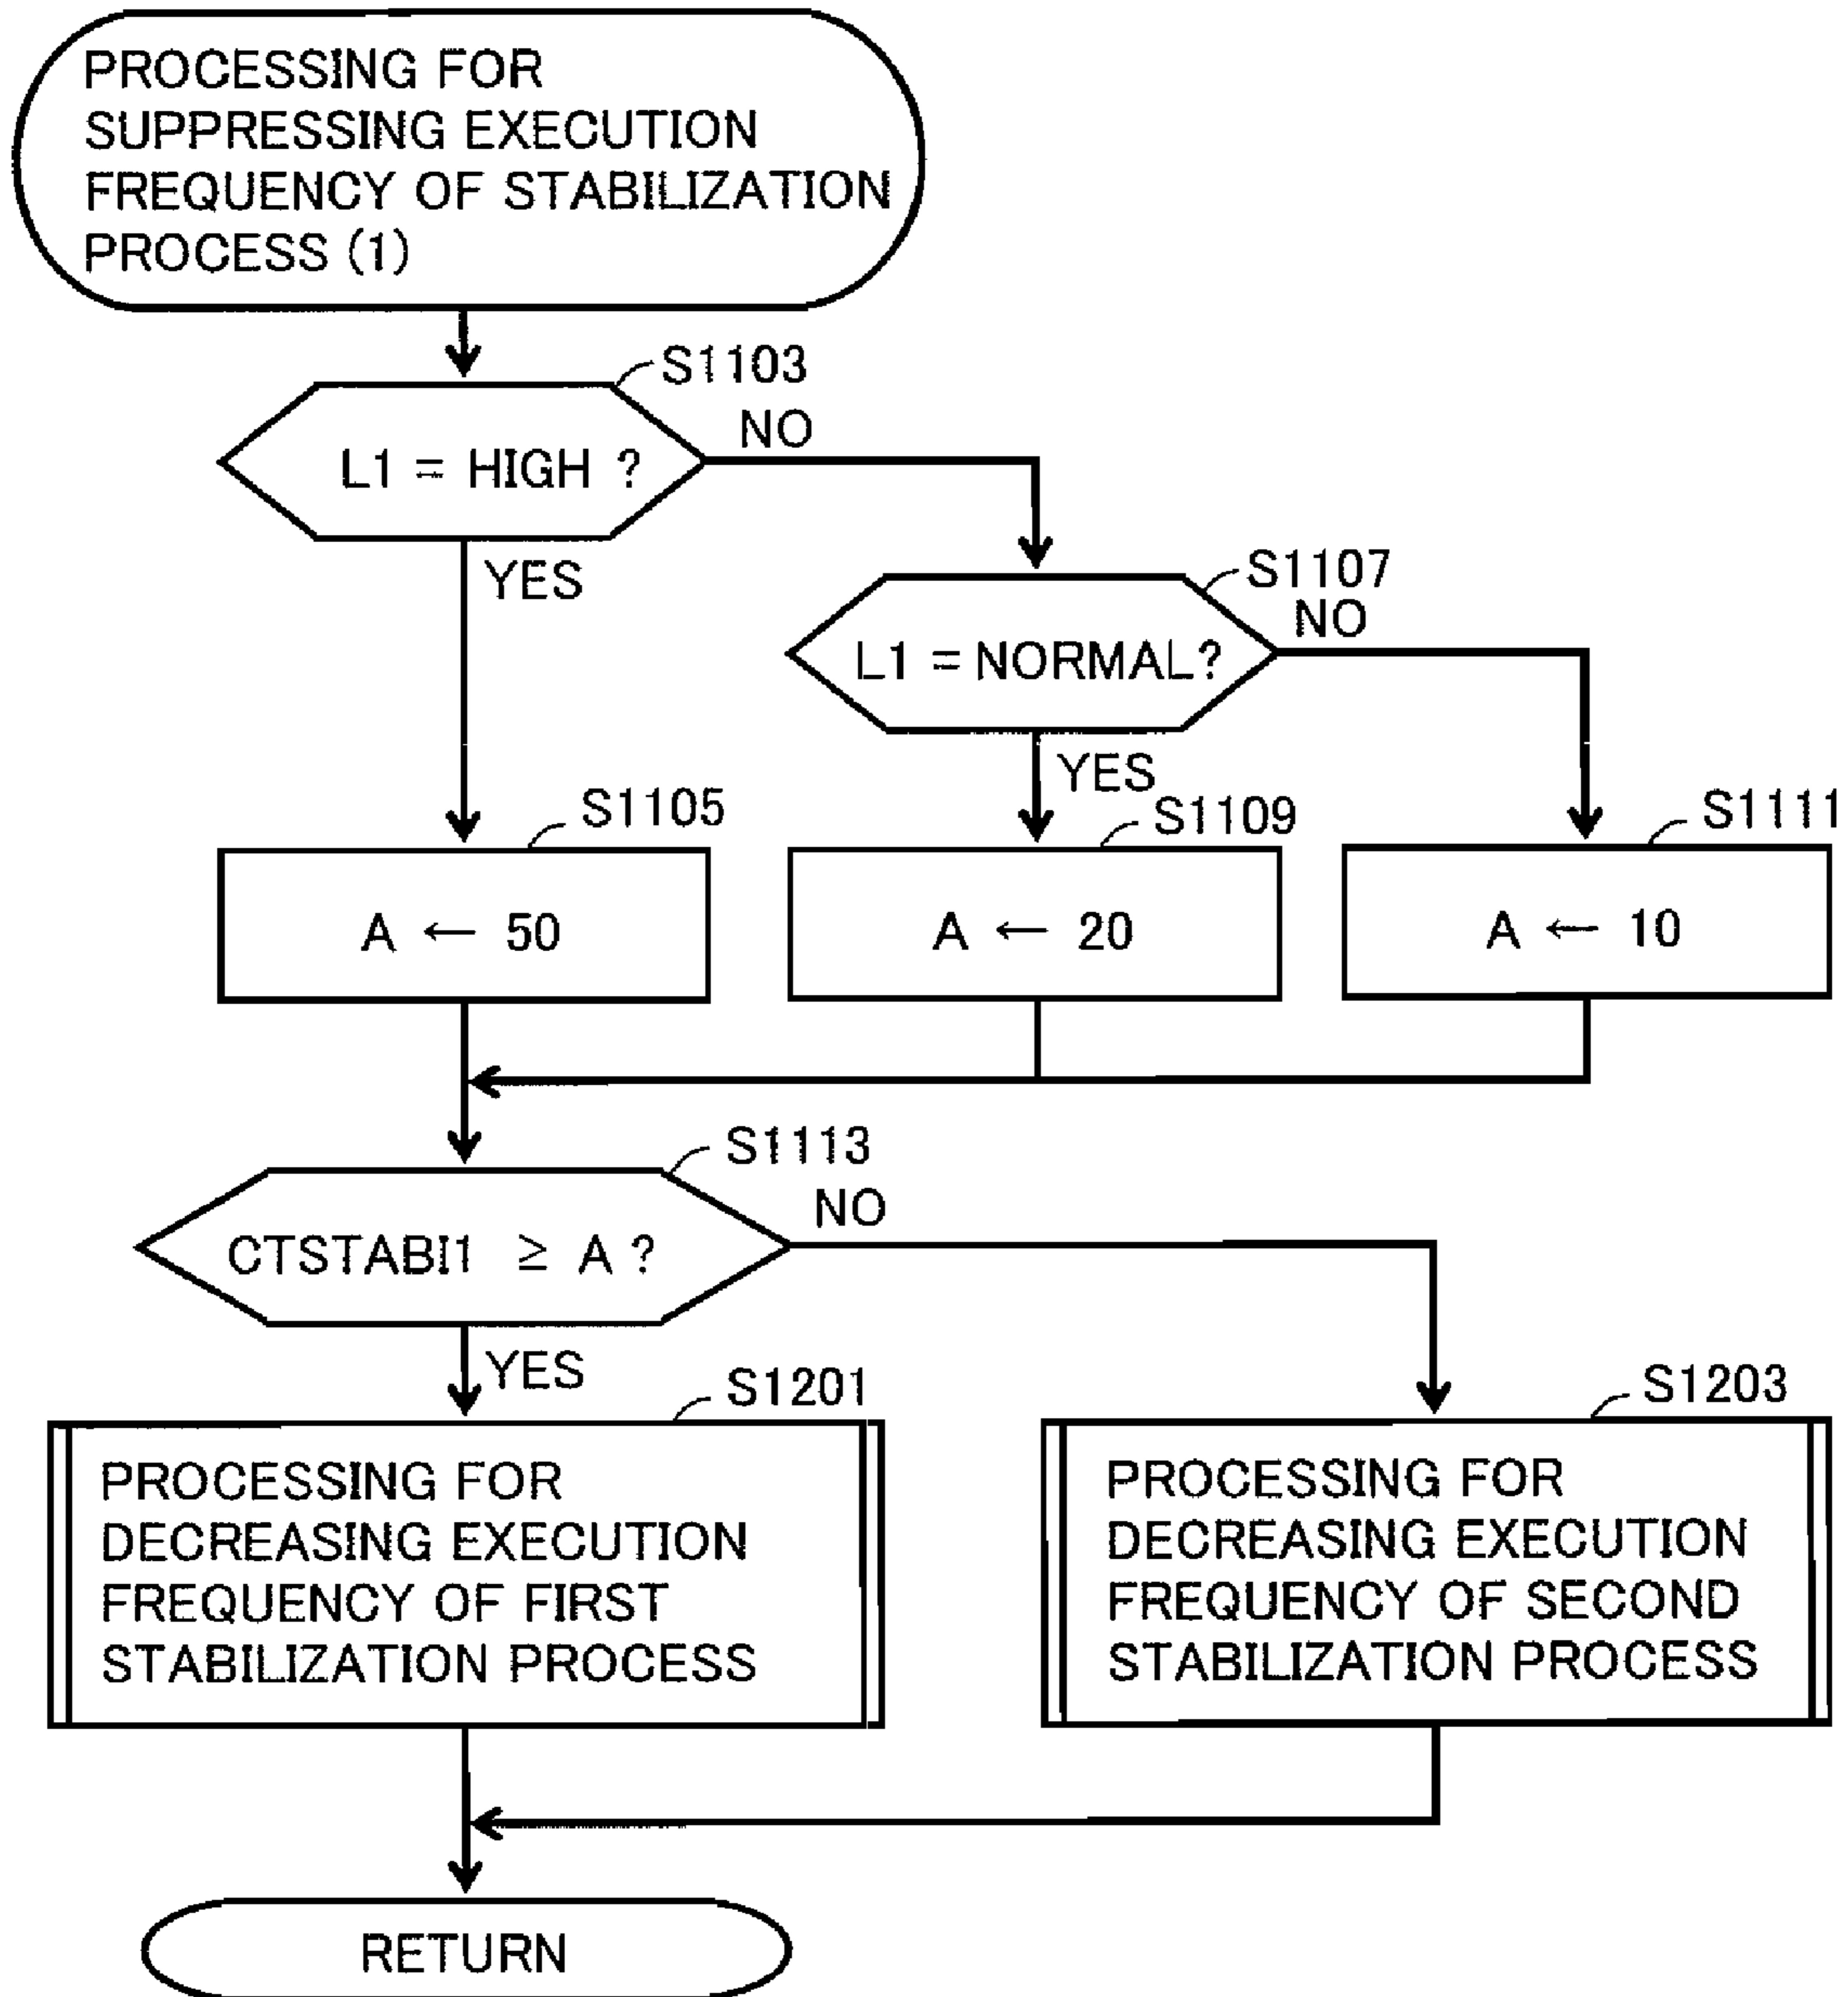 PROCESSING FOR
SUPPRESSING EXECUTION
FREQUENCY OF STABILIZATION
PROCESS (1)
S1103
L1 = HIGH ?
NO
YES
S1107
L1 = NORMAL?
NO
YES
S1105
A ← 50
S1109
A ← 20
S1111
A ← 10
S1113
CTSTABI1 ≥ A ?
NO
YES
S1201
PROCESSING FOR
DECREASING EXECUTION
FREQUENCY OF FIRST
STABILIZATION PROCESS
S1203
PROCESSING FOR
DECREASING EXECUTION
FREQUENCY OF SECOND
STABILIZATION PROCESS
RETURN